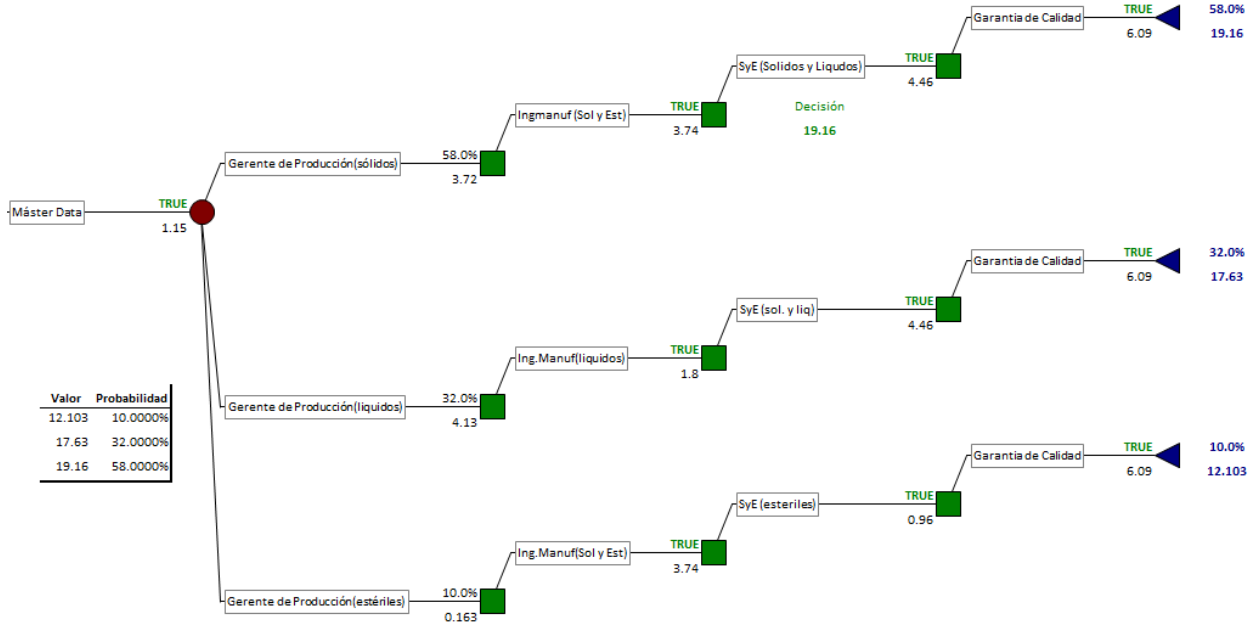 Garantia de Calidad TRUE 58.0%
6.09 19.16
SyE (Solidos y Liqudos) TRUE
4.46
Ingmanuf (Sol y Est) TRUE Decisión
3.74 19.16
Gerente de Producción(sólidos) 58.0%
3.72
Máster Data TRUE
1.15
Garantia de Calidad TRUE 32.0%
6.09 17.63
SyE (sol. y liq) TRUE
4.46
Ing.Manuf(liquidos) TRUE
1.8
Gerente de Producción(liquidos) 32.0%
4.13
Valor Probabilidad
12.103 10.0000%
17.63 32.0000%
19.16 58.0000%
Garantia de Calidad TRUE 10.0%
6.09 12.103
SyE (esteriles) TRUE
0.96
Ing.Manuf(Sol y Est) TRUE
3.74
Gerente de Producción(estériles) 10.0%
0.163